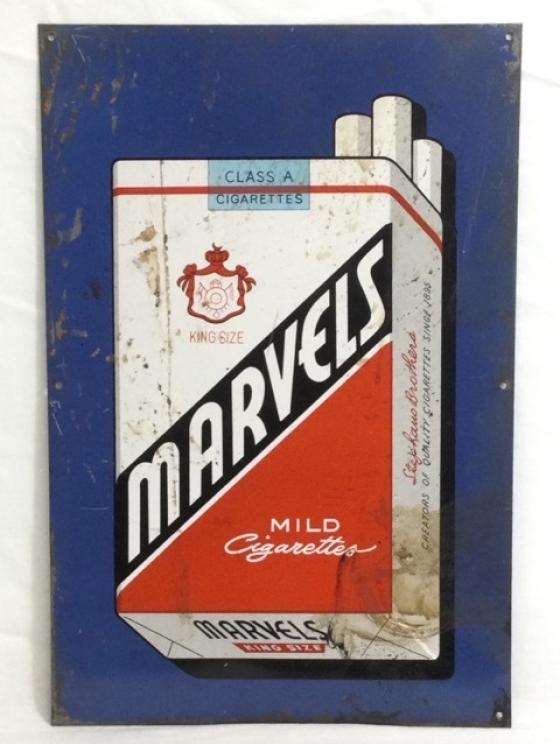 CLASS A
CIGARETTES
KING SIZE
MARVELS
MILD
Cigarettes
Stephano Brothers
CREATORS OF QUALITY CIGARETTES SINCE 1895
MARVELS
KING SIZE